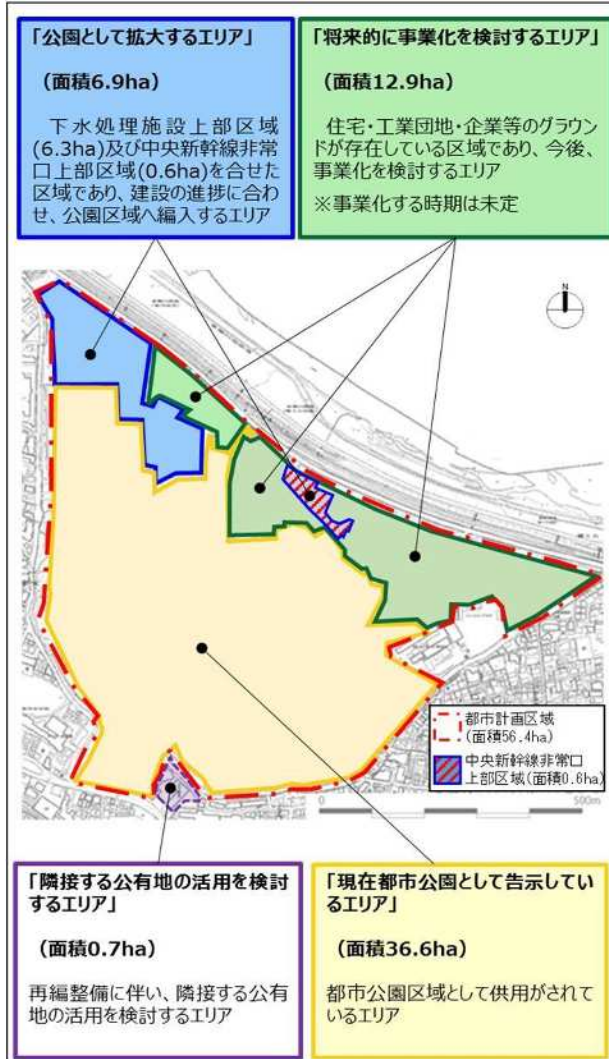 「公園として拡大するエリア」
(面積6.9ha)
下水処理施設上部区域
(6.3ha)及び中央新幹線非常
口上部区域(0.6ha)を合せた
区域であり、建設の進捗に合わ
せ、公園区域へ編入するエリア
「将来的に事業化を検討するエリア」
(面積12.9ha)
住宅・工業団地・企業等のグラウン
ドが存在している区域であり、今後、
事業化を検討するエリア
※事業化する時期は未定
N
都市計画区域
(面積56.4ha)
中央新幹線非常口
上部区域(面積0.6ha)
0 500m
「隣接する公有地の活用を検討
するエリア」
(面積0.7ha)
再編整備に伴い、隣接する公有
地の活用を検討するエリア
「現在都市公園として告示して
いるエリア」
(面積36.6ha)
都市公園区域として供用がされ
ているエリア